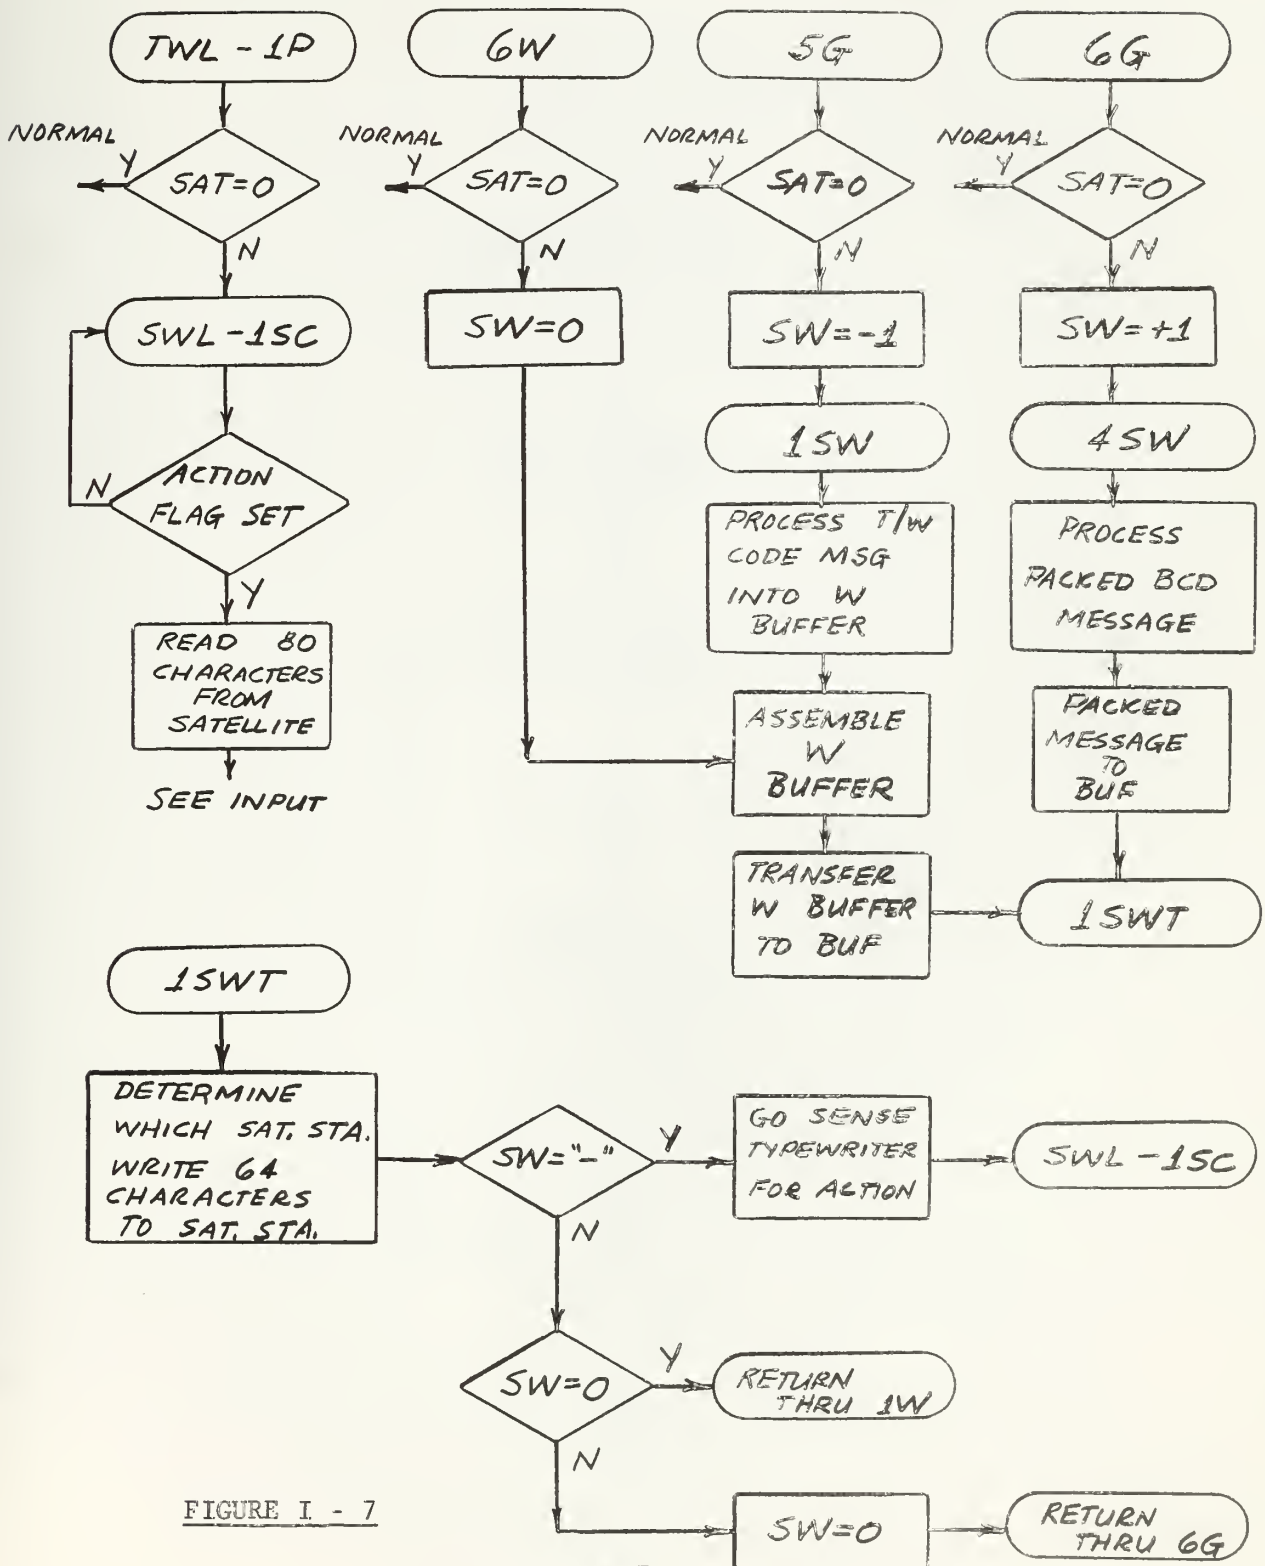 TWL - 1P
6W
5G
6G
NORMAL
Y
SAT=0
N
NORMAL
Y
SAT=0
N
NORMAL
Y
SAT=0
N
NORMAL
Y
SAT=0
N
SWL - 1SC
SW=0
SW=-1
SW=+1
1SW
4SW
ACTION
FLAG SET
N
Y
PROCESS T/W
CODE MSG
INTO W
BUFFER
PROCESS
PACKED BCD
MESSAGE
READ 80
CHARACTERS
FROM
SATELLITE
SEE INPUT
ASSEMBLE
W
BUFFER
PACKED
MESSAGE
TO
BUF
TRANSFER
W BUFFER
TO BUF
1SWT
1SWT
DETERMINE
WHICH SAT. STA.
WRITE 64
CHARACTERS
TO SAT. STA.
SW="-"
Y
N
GO SENSE
TYPEWRITER
FOR ACTION
SWL - 1SC
SW=0
Y
N
RETURN
THRU 1W
SW=0
RETURN
THRU 6G
FIGURE I - 7